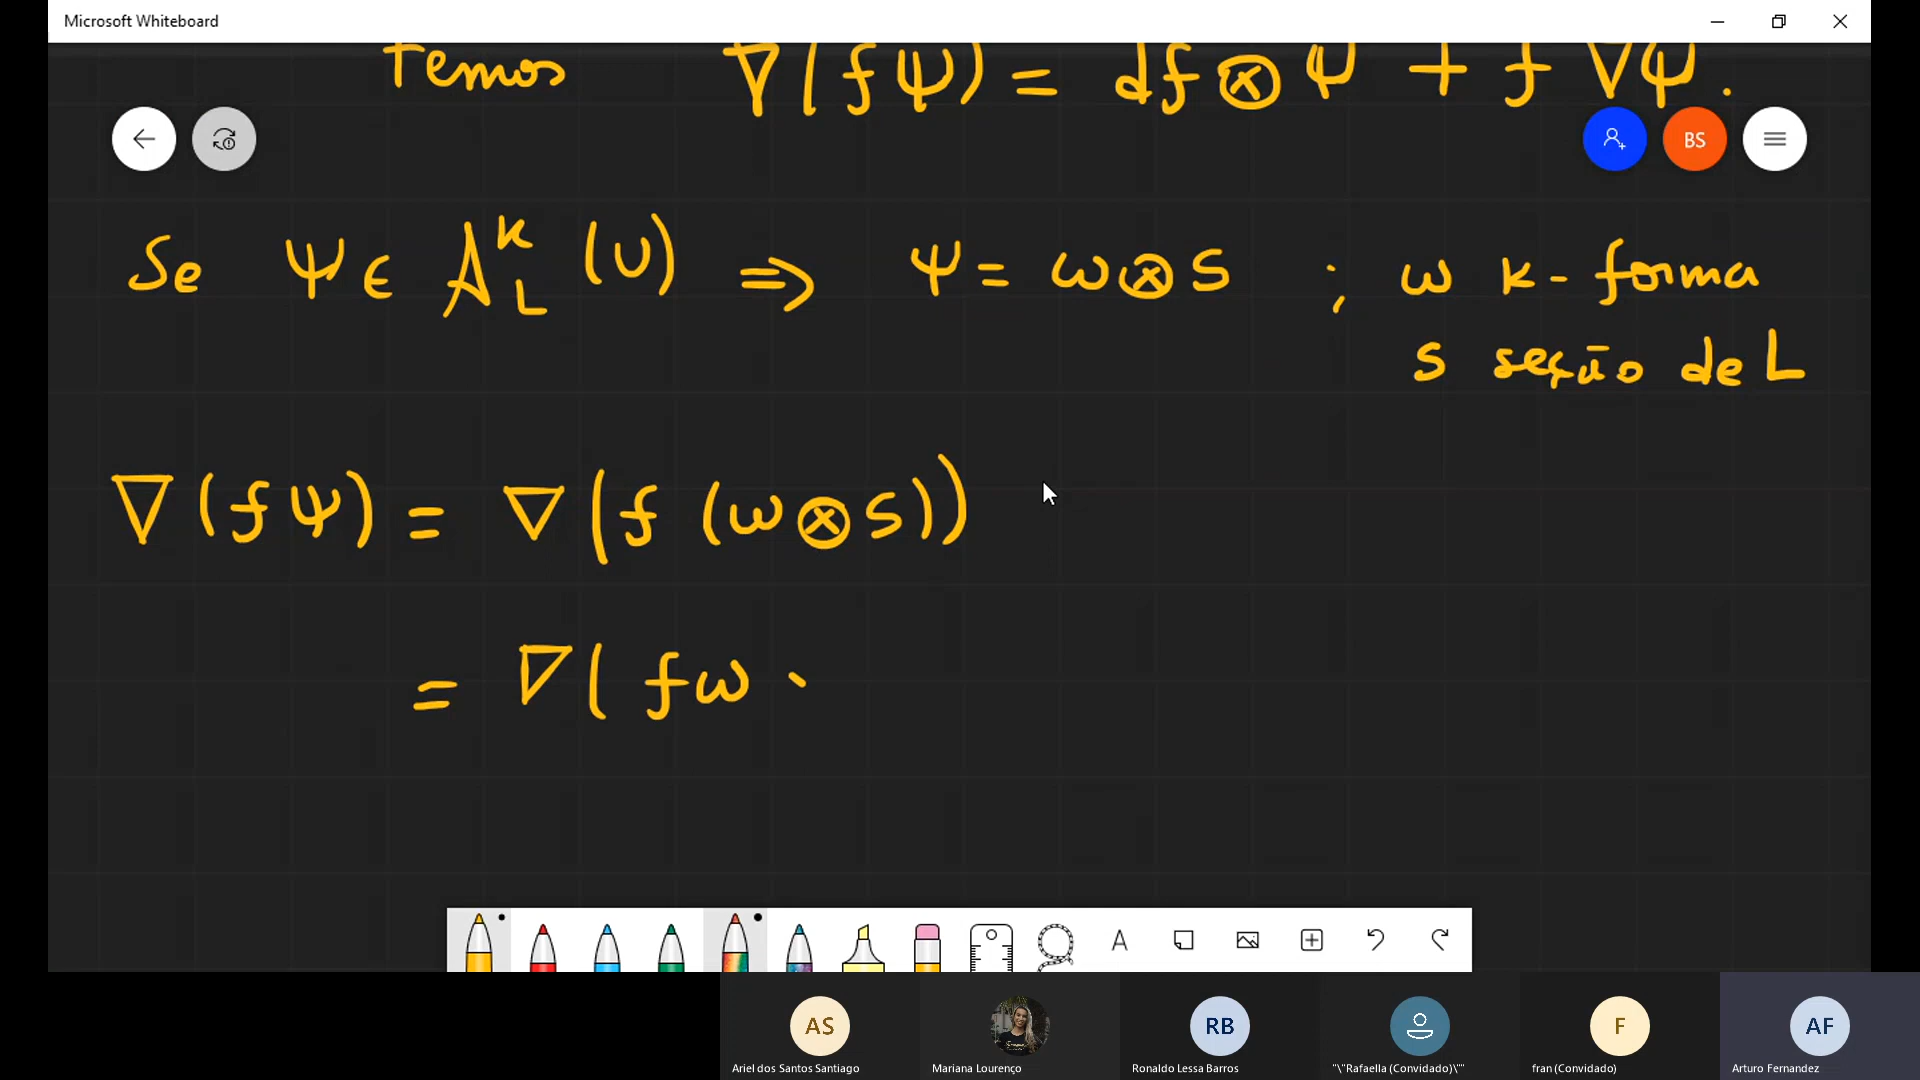 Microsoft Whiteboard
Temos ∇(fψ) = df⊗ψ + f ∇ψ.
BS
Se ψ ∈ A^k_L (U) ⇒ ψ = ω⊗s ; ω k-forma
s seção de L
∇(fψ) = ∇(f (ω⊗s))
= ∇( fω
A
AS
RB
F
AF
Ariel dos Santos Santiago
Mariana Lourenço
Ronaldo Lessa Barros
"\"Rafaella (Convidado)\""
fran (Convidado)
Arturo Fernandez